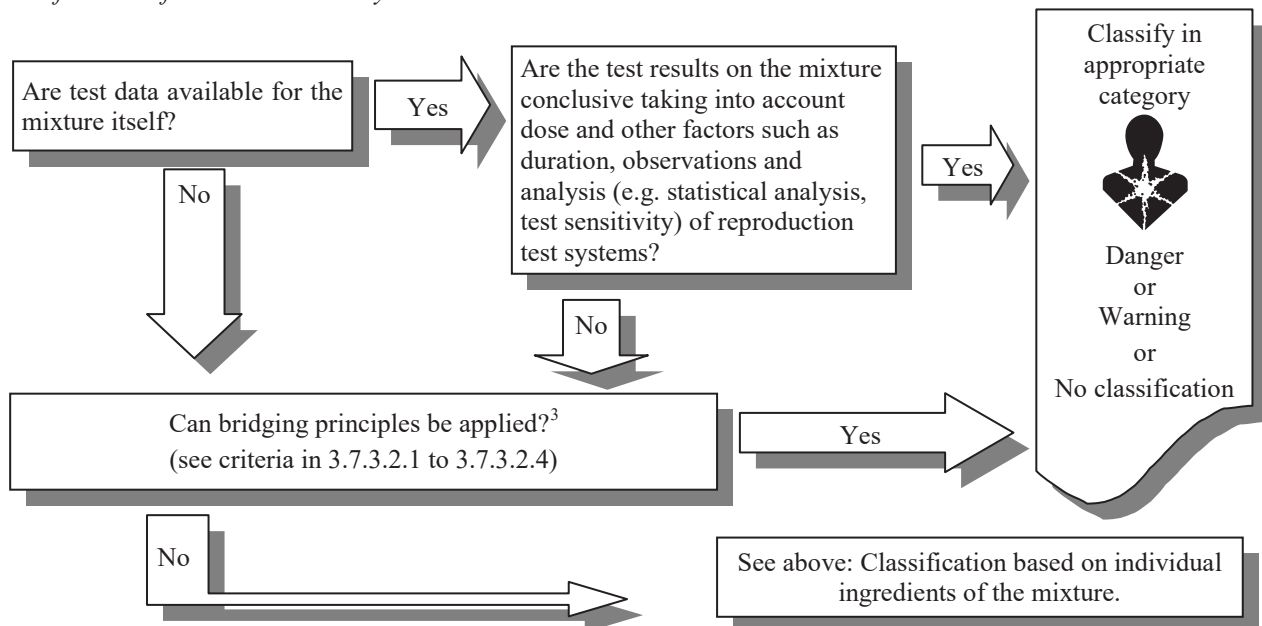 Are test data available for the
mixture itself?
Yes
Are the test results on the mixture
conclusive taking into account
dose and other factors such as
duration, observations and
analysis (e.g. statistical analysis,
test sensitivity) of reproduction
test systems?
Yes
Classify in
appropriate
category
Danger
or
Warning
or
No classification
No
No
Can bridging principles be applied?³
(see criteria in 3.7.3.2.1 to 3.7.3.2.4)
Yes
No
See above: Classification based on individual
ingredients of the mixture.